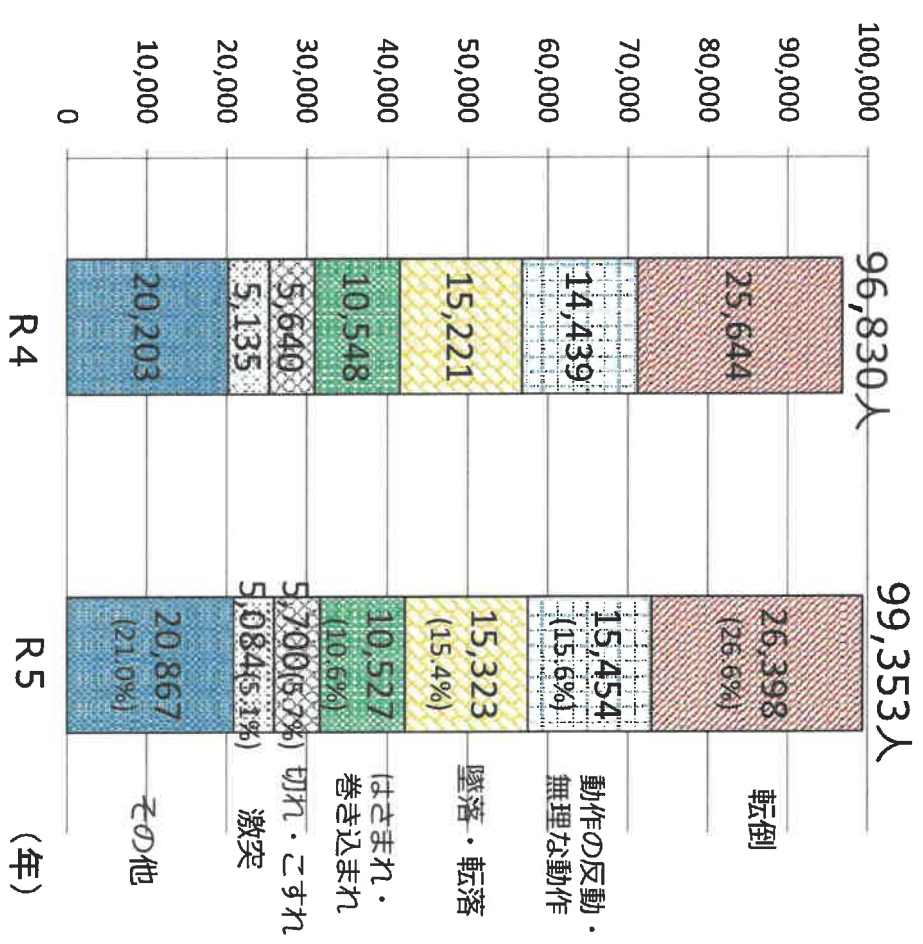 100,000
90,000
80,000
70,000
60,000
50,000
40,000
30,000
20,000
10,000
0
96,830人
25,644
14,439
15,221
10,548
5,640
5,135
20,203
R4
99,353人
26,398
(26.6%)
15,454
(15.6%)
15,323
(15.4%)
10,527
(10.6%)
5,700(5.7%)
5,084(5.1%)
20,867
(21.0%)
R5
転倒
動作の反動・
無理な動作
墜落・転落
はさまれ・
巻き込まれ
切れ・こすれ
激突
その他
(年)